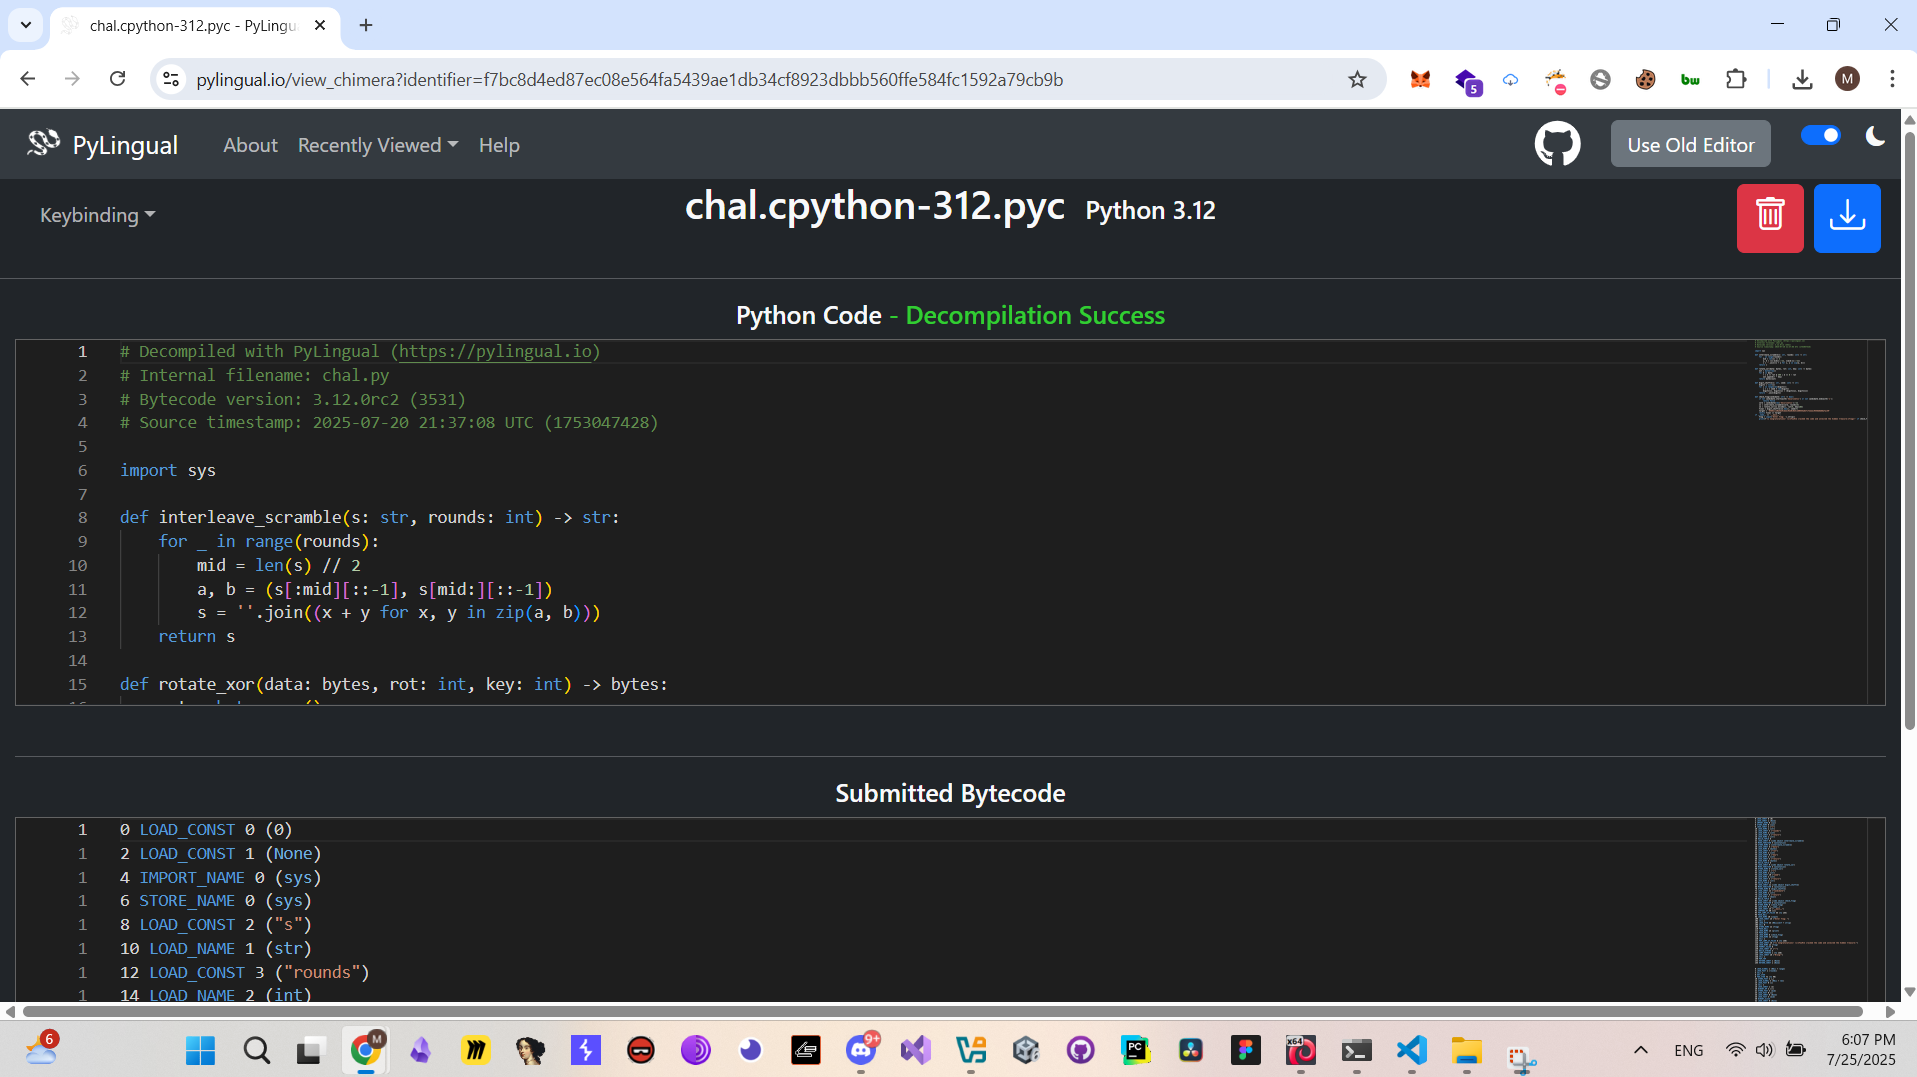 chal.cpython-312.pyc - PyLingu
pylingual.io/view_chimera?identifier=f7bc8d4ed87ec08e564fa5439ae1db34cf8923dbbb560ffe584fc1592a79cb9b
5
bw
M
PyLingual
About
Recently Viewed
Help
Use Old Editor
Keybinding
chal.cpython-312.pyc Python 3.12
Python Code - Decompilation Success
1 # Decompiled with PyLingual (https://pylingual.io)
2 # Internal filename: chal.py
3 # Bytecode version: 3.12.0rc2 (3531)
4 # Source timestamp: 2025-07-20 21:37:08 UTC (1753047428)
5
6 import sys
7
8 def interleave_scramble(s: str, rounds: int) -> str:
9 for _ in range(rounds):
10 mid = len(s) // 2
11 a, b = (s[:mid][::-1], s[mid:][::-1])
12 s = ''.join((x + y for x, y in zip(a, b)))
13 return s
14
15 def rotate_xor(data: bytes, rot: int, key: int) -> bytes:
Submitted Bytecode
1 0 LOAD_CONST 0 (0)
1 2 LOAD_CONST 1 (None)
1 4 IMPORT_NAME 0 (sys)
1 6 STORE_NAME 0 (sys)
1 8 LOAD_CONST 2 ("s")
1 10 LOAD_NAME 1 (str)
1 12 LOAD_CONST 3 ("rounds")
1 14 LOAD_NAME 2 (int)
6
M
9+
PC
x64
ENG
6:07 PM
7/25/2025